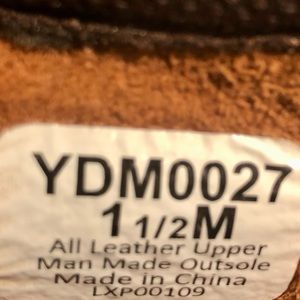 YDM0027
1 1/2M
All Leather Upper
Man Made Outsole
Made in China
LXP00109